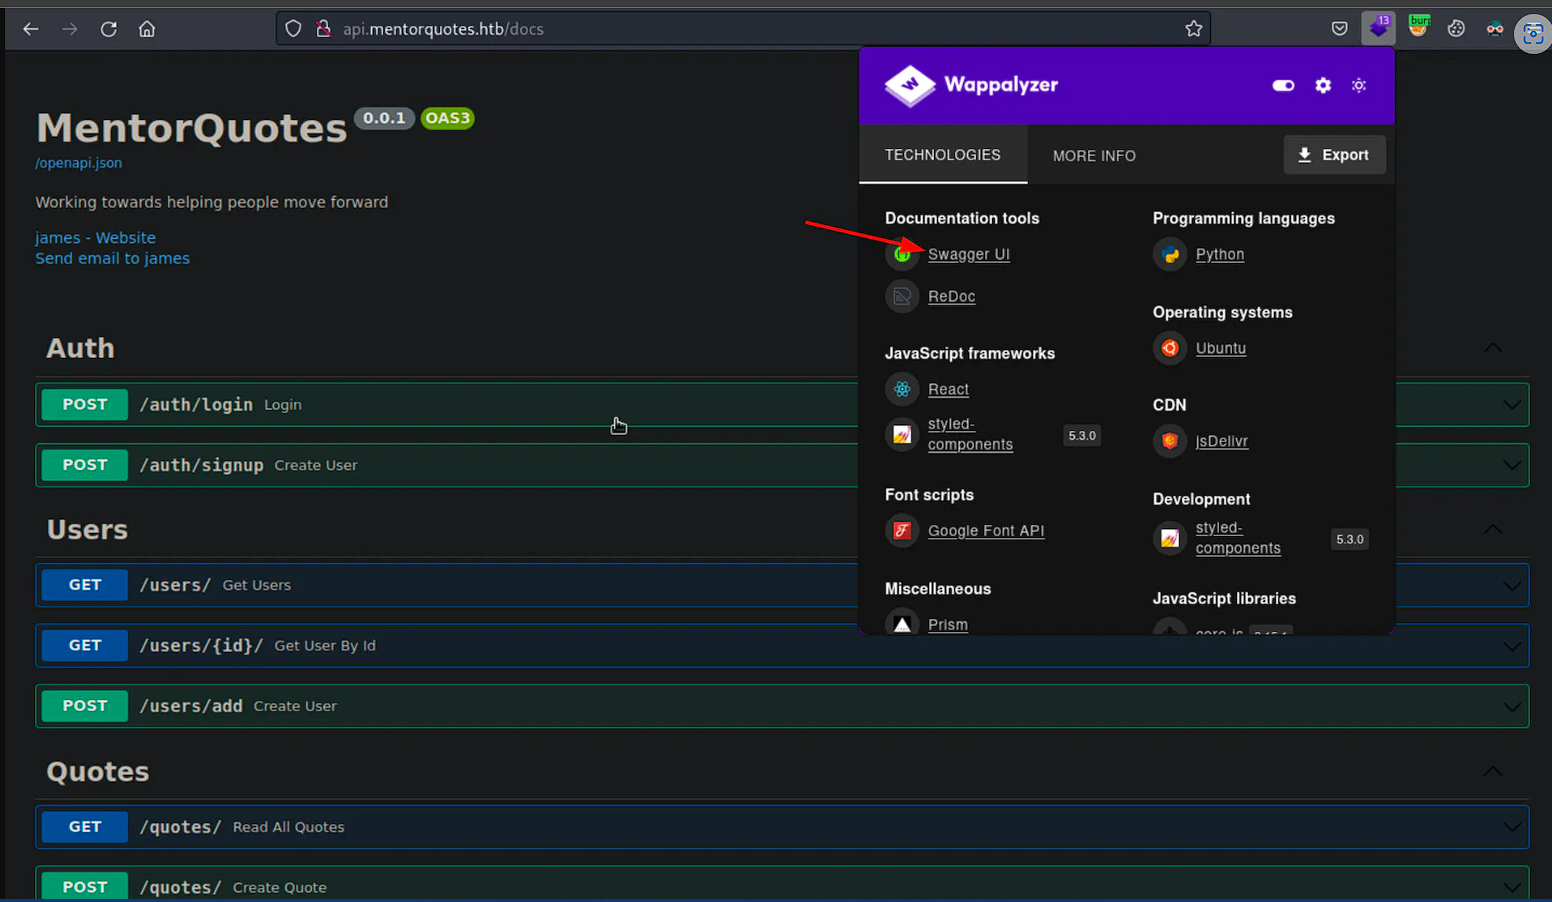 api.mentorquotes.htb/docs
13
bur
MentorQuotes 0.0.1 OAS3
/openapi.json
Working towards helping people move forward
james - Website
Send email to james
Auth
POST /auth/login Login
POST /auth/signup Create User
Users
GET /users/ Get Users
GET /users/{id}/ Get User By Id
POST /users/add Create User
Quotes
GET /quotes/ Read All Quotes
POST /quotes/ Create Quote
Wappalyzer
TECHNOLOGIES MORE INFO Export
Documentation tools
Swagger UI
ReDoc
JavaScript frameworks
React
styled-
components 5.3.0
Font scripts
Google Font API
Miscellaneous
Prism
Programming languages
Python
Operating systems
Ubuntu
CDN
jsDelivr
Development
styled-
components 5.3.0
JavaScript libraries